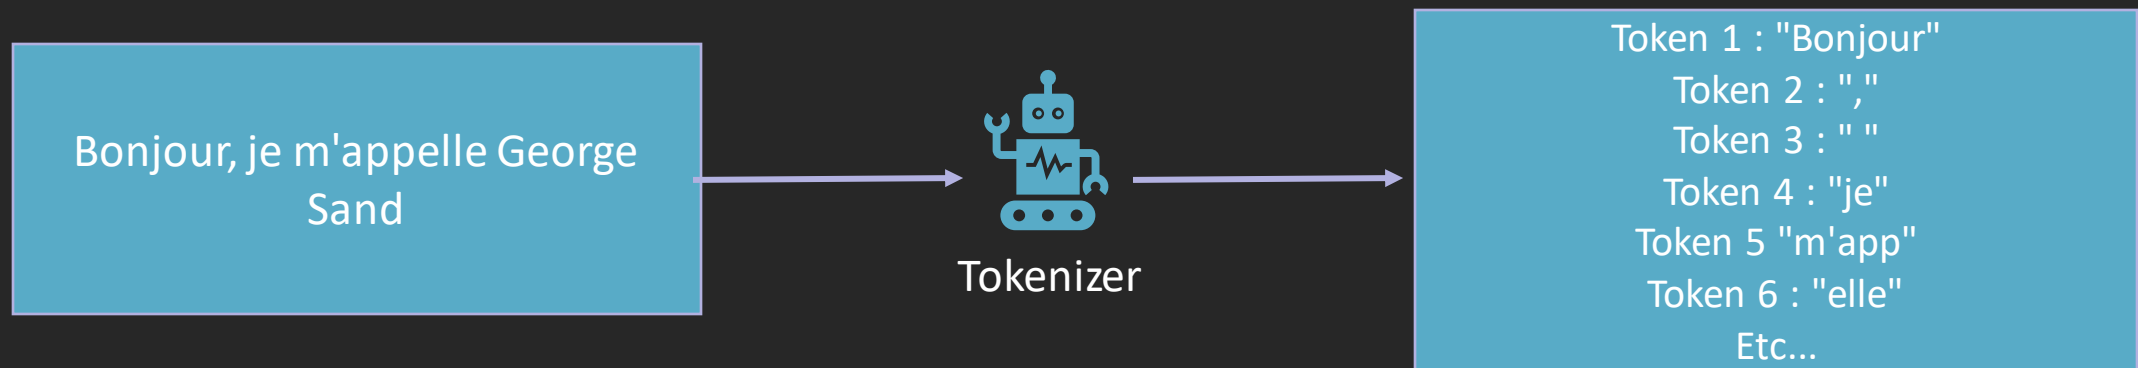 Bonjour, je m'appelle George
Sand
Tokenizer
Token 1 : "Bonjour"
Token 2 : ","
Token 3 : " "
Token 4 : "je"
Token 5 "m'app"
Token 6 : "elle"
Etc...